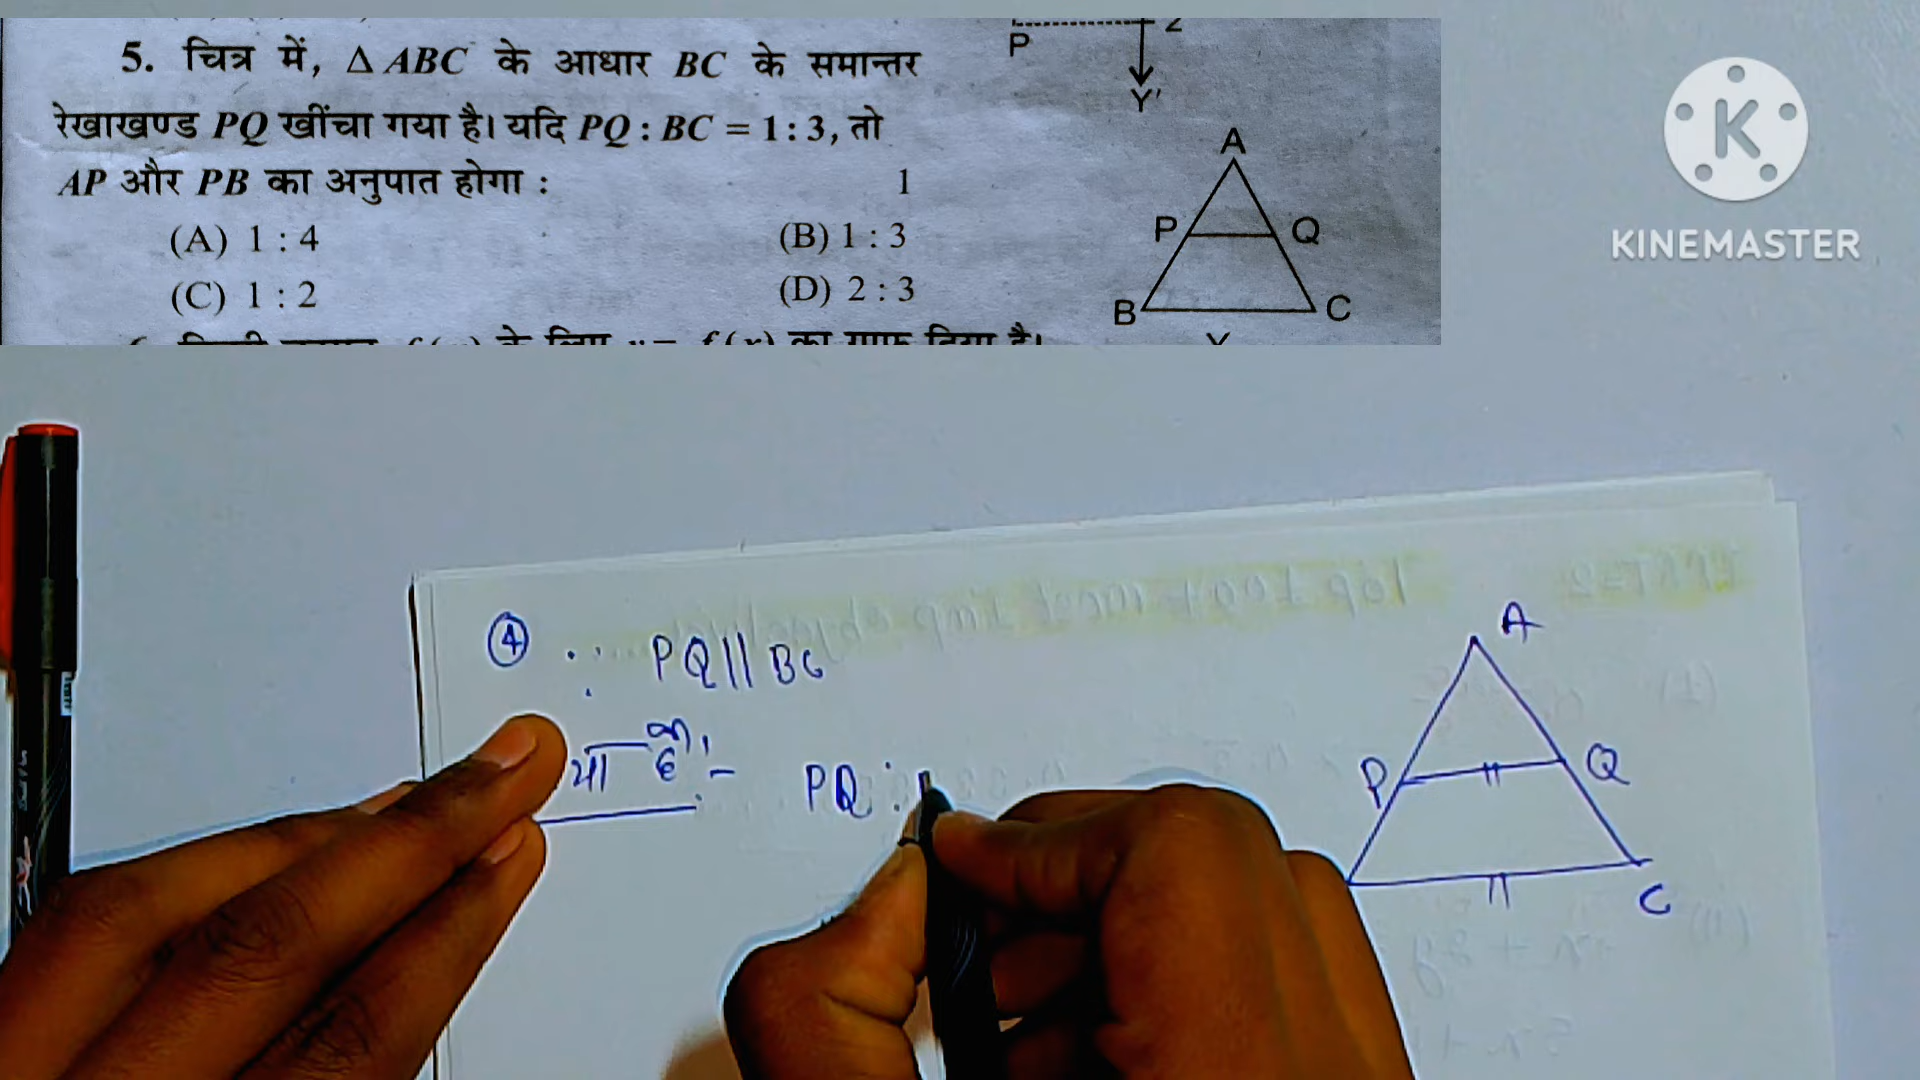 P Z
Y'
5. चित्र में, Δ ABC के आधार BC के समान्तर
रेखाखण्ड PQ खींचा गया है। यदि PQ : BC = 1 : 3, तो
AP और PB का अनुपात होगा : 1
(A) 1 : 4 (B) 1 : 3
(C) 1 : 2 (D) 2 : 3
A
P Q
B C
Y
KINEMASTER
④ ∵ PQ || BC
PQ :
A
P Q
C